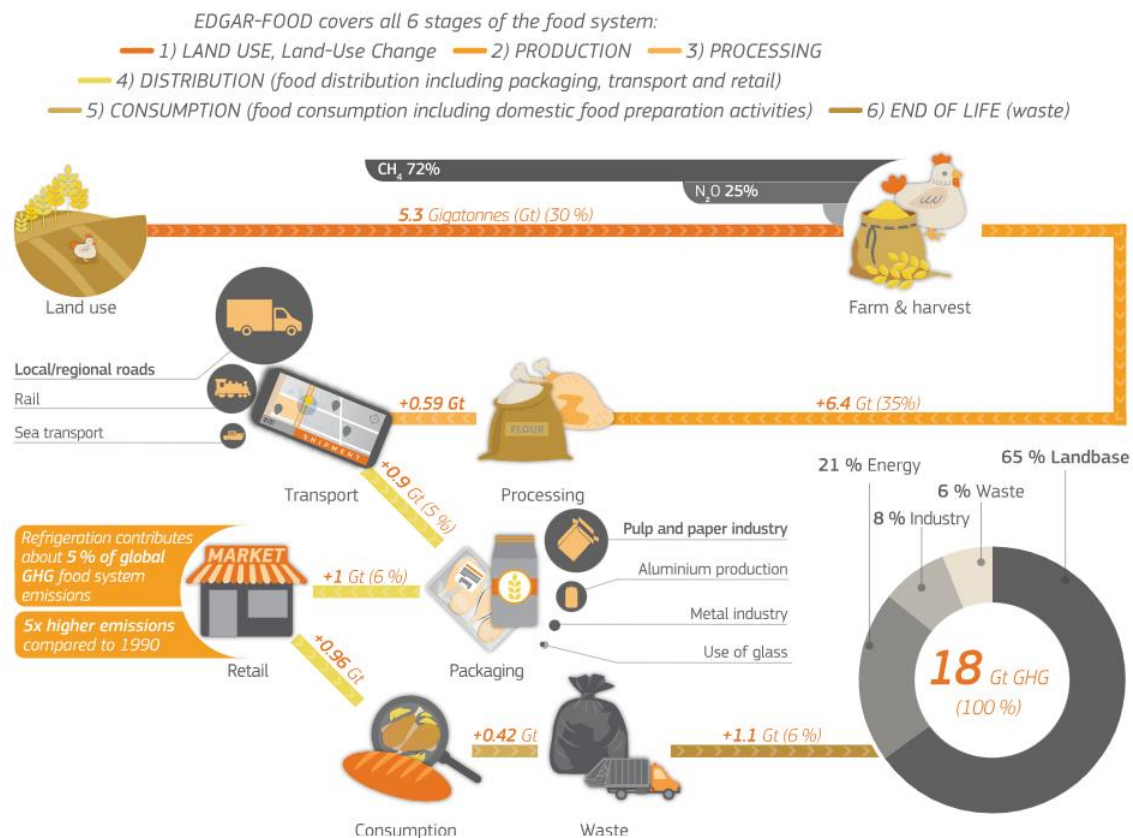 EDGAR-FOOD covers all 6 stages of the food system:
1) LAND USE, Land-Use Change 2) PRODUCTION 3) PROCESSING
4) DISTRIBUTION (food distribution including packaging, transport and retail)
5) CONSUMPTION (food consumption including domestic food preparation activities) 6) END OF LIFE (waste)
CH₄ 72%
N₂O 25%
5.3 Gigatonnes (Gt) (30 %)
Land use
Farm & harvest
Local/regional roads
Rail
Sea transport
SHIPMENT
+0.59 Gt
FLOUR
+6.4 Gt (35%)
Transport
Processing
+0.9 Gt (5 %)
21 % Energy
65 % Landbase
6 % Waste
8 % Industry
Refrigeration contributes
about 5 % of global
GHG food system
emissions
5x higher emissions
compared to 1990
MARKET
Retail
+1 Gt (6 %)
Packaging
Pulp and paper industry
Aluminium production
Metal industry
Use of glass
+0.96 Gt
18 Gt GHG
(100 %)
+0.42 Gt
+1.1 Gt (6 %)
Consumption
Waste